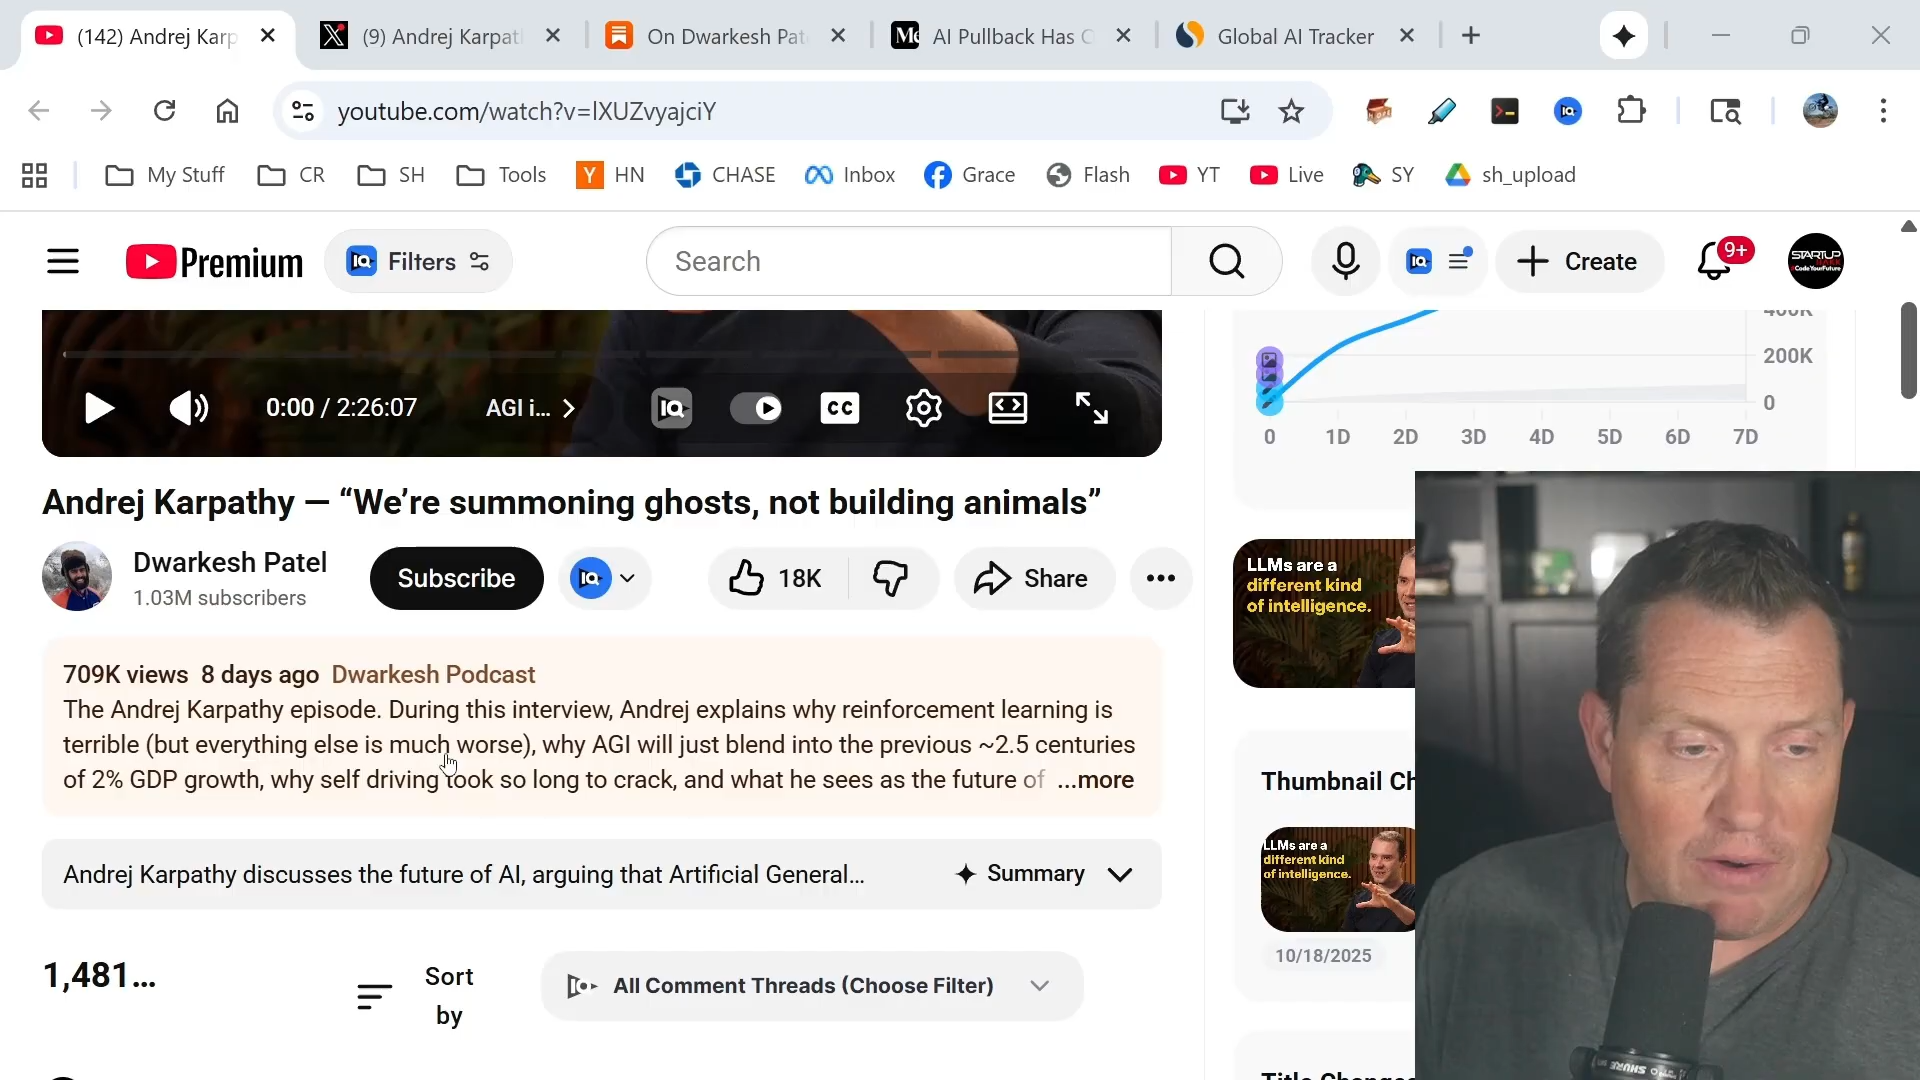 (142) Andrej Karp
(9) Andrej Karpat
On Dwarkesh Pat
AI Pullback Has O
Global AI Tracker
youtube.com/watch?v=lXUZvyajciY
My Stuff
CR
SH
Tools
HN
CHASE
Inbox
Grace
Flash
YT
Live
SY
sh_upload
Premium
Filters
Search
Create
9+
STARTUP
400K
200K
0
0 1D 2D 3D 4D 5D 6D 7D
0:00 / 2:26:07
AGI i...
CC
Andrej Karpathy — “We’re summoning ghosts, not building animals”
Dwarkesh Patel
1.03M subscribers
Subscribe
18K
Share
709K views 8 days ago Dwarkesh Podcast
The Andrej Karpathy episode. During this interview, Andrej explains why reinforcement learning is
terrible (but everything else is much worse), why AGI will just blend into the previous ~2.5 centuries
of 2% GDP growth, why self driving took so long to crack, and what he sees as the future of ...more
Andrej Karpathy discusses the future of AI, arguing that Artificial General...
Summary
1,481...
Sort
by
All Comment Threads (Choose Filter)
LLMs are a
different kind
of intelligence.
Thumbnail Ch
LLMs are a
different kind
of intelligence.
10/18/2025
SHURE